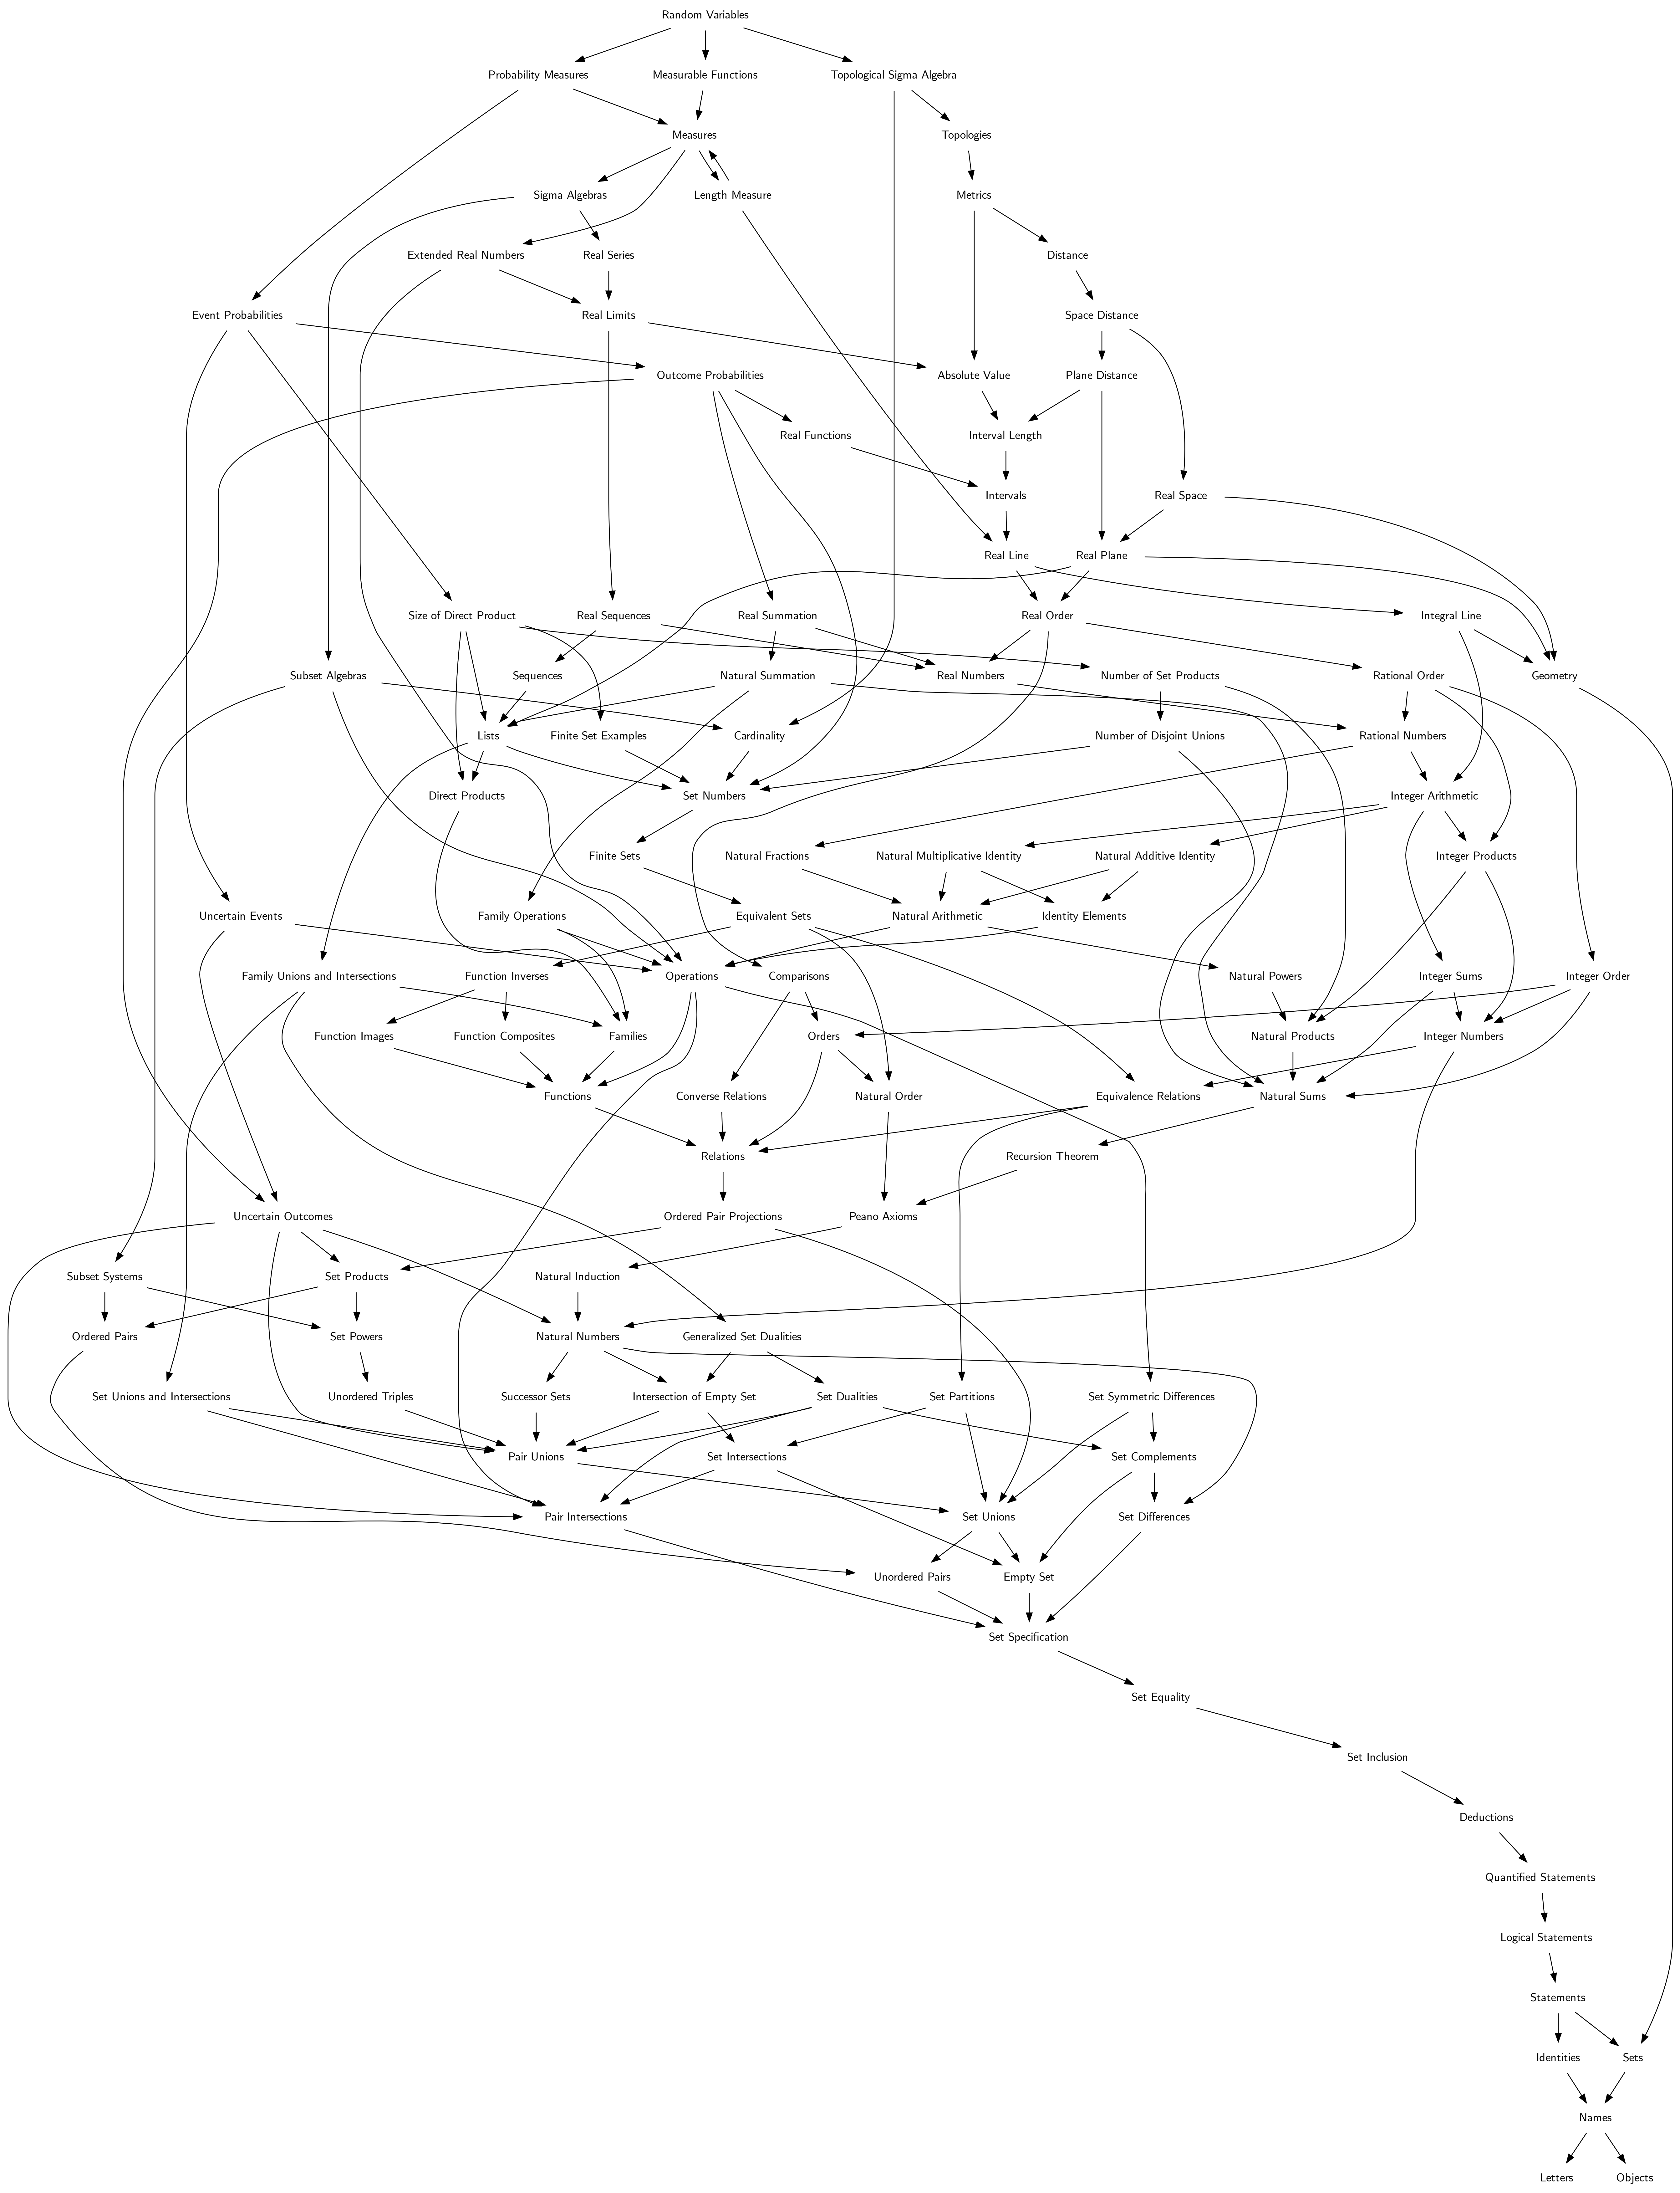 Random Variables
Probability Measures
Measurable Functions
Topological Sigma Algebra
Measures
Topologies
Sigma Algebras
Length Measure
Metrics
Extended Real Numbers
Real Series
Distance
Event Probabilities
Real Limits
Space Distance
Outcome Probabilities
Absolute Value
Plane Distance
Real Functions
Interval Length
Intervals
Real Space
Real Line
Real Plane
Size of Direct Product
Real Sequences
Real Summation
Real Order
Integral Line
Subset Algebras
Sequences
Natural Summation
Real Numbers
Number of Set Products
Rational Order
Geometry
Lists
Finite Set Examples
Cardinality
Number of Disjoint Unions
Rational Numbers
Direct Products
Set Numbers
Integer Arithmetic
Finite Sets
Natural Fractions
Natural Multiplicative Identity
Natural Additive Identity
Integer Products
Uncertain Events
Family Operations
Equivalent Sets
Natural Arithmetic
Identity Elements
Family Unions and Intersections
Function Inverses
Operations
Comparisons
Natural Powers
Integer Sums
Integer Order
Function Images
Function Composites
Families
Orders
Natural Products
Integer Numbers
Functions
Converse Relations
Natural Order
Equivalence Relations
Natural Sums
Relations
Recursion Theorem
Uncertain Outcomes
Ordered Pair Projections
Peano Axioms
Subset Systems
Set Products
Natural Induction
Ordered Pairs
Set Powers
Natural Numbers
Generalized Set Dualities
Set Unions and Intersections
Unordered Triples
Successor Sets
Intersection of Empty Set
Set Dualities
Set Partitions
Set Symmetric Differences
Pair Unions
Set Intersections
Set Complements
Pair Intersections
Set Unions
Set Differences
Unordered Pairs
Empty Set
Set Specification
Set Equality
Set Inclusion
Deductions
Quantified Statements
Logical Statements
Statements
Identities
Sets
Names
Letters
Objects